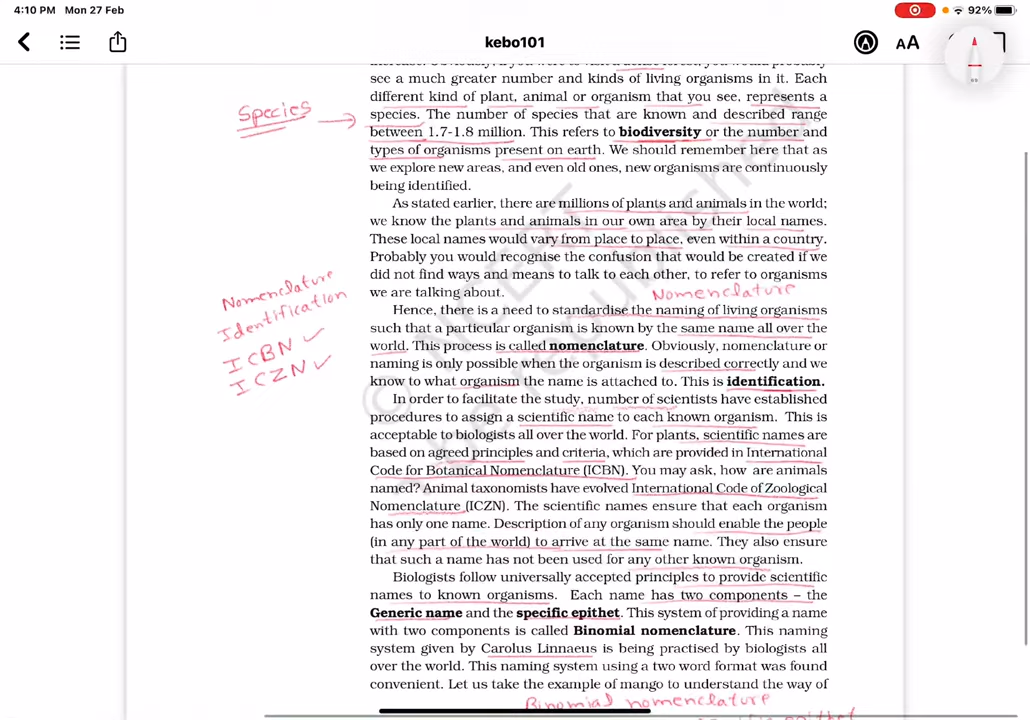 4:10 PM Mon 27 Feb
92%
kebo101
AA
see a much greater number and kinds of living organisms in it. Each
different kind of plant, animal or organism that you see, represents a
Species
species. The number of species that are known and described range
between 1.7-1.8 million. This refers to biodiversity or the number and
types of organisms present on earth. We should remember here that as
we explore new areas, and even old ones, new organisms are continuously
being identified.
As stated earlier, there are millions of plants and animals in the world;
we know the plants and animals in our own area by their local names.
These local names would vary from place to place, even within a country.
Probably you would recognise the confusion that would be created if we
did not find ways and means to talk to each other, to refer to organisms
we are talking about.
Nomenclature
Nomenclature
Identification
ICBN
ICZN
Hence, there is a need to standardise the naming of living organisms
such that a particular organism is known by the same name all over the
world. This process is called nomenclature. Obviously, nomenclature or
naming is only possible when the organism is described correctly and we
know to what organism the name is attached to. This is identification.
In order to facilitate the study, number of scientists have established
procedures to assign a scientific name to each known organism. This is
acceptable to biologists all over the world. For plants, scientific names are
based on agreed principles and criteria, which are provided in International
Code for Botanical Nomenclature (ICBN). You may ask, how are animals
named? Animal taxonomists have evolved International Code of Zoological
Nomenclature (ICZN). The scientific names ensure that each organism
has only one name. Description of any organism should enable the people
(in any part of the world) to arrive at the same name. They also ensure
that such a name has not been used for any other known organism.
Biologists follow universally accepted principles to provide scientific
names to known organisms. Each name has two components – the
Generic name and the specific epithet. This system of providing a name
with two components is called Binomial nomenclature. This naming
system given by Carolus Linnaeus is being practised by biologists all
over the world. This naming system using a two word format was found
convenient. Let us take the example of mango to understand the way of
Binomial nomenclature
© NCERT